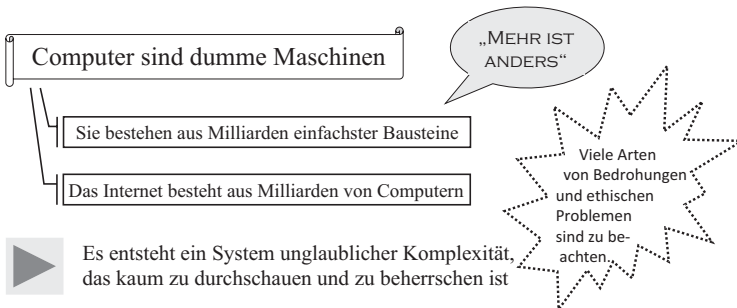 Computer sind dumme Maschinen
„MEHR IST
ANDERS“
Sie bestehen aus Milliarden einfachster Bausteine
Das Internet besteht aus Milliarden von Computern
Viele Arten
von Bedrohungen
und ethischen
Problemen
sind zu be-
achten.
Es entsteht ein System unglaublicher Komplexität,
das kaum zu durchschauen und zu beherrschen ist